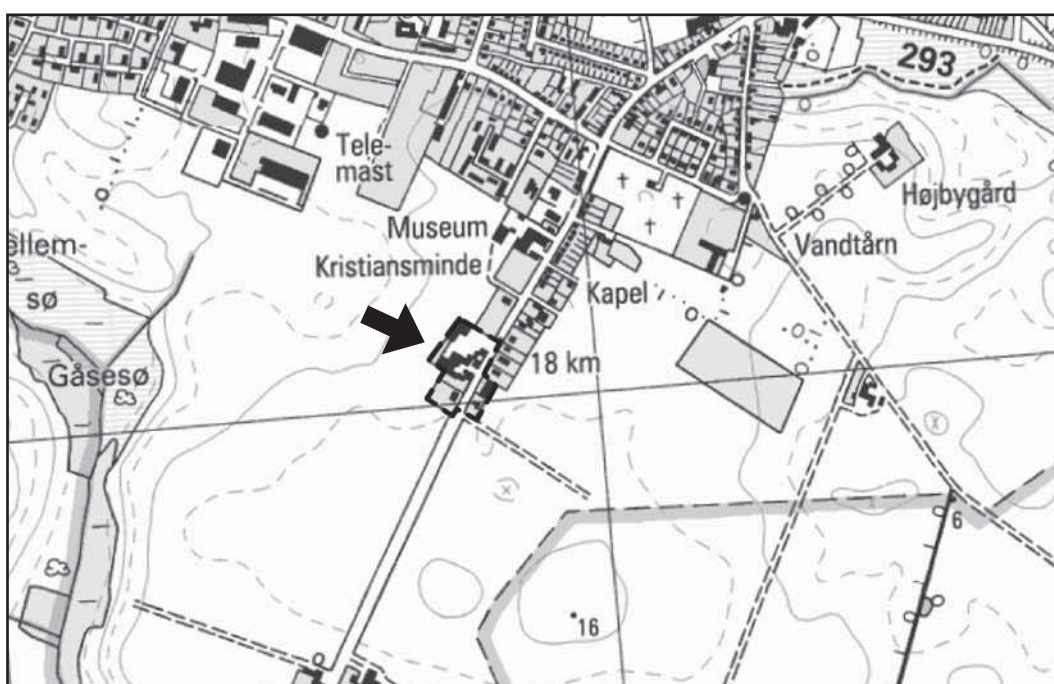 293
Tele-
mast
Højbygård
Museum
Vandtårn
ellem-
Kristiansminde
sø
Kapel
18 km
Gåsesø
6
16